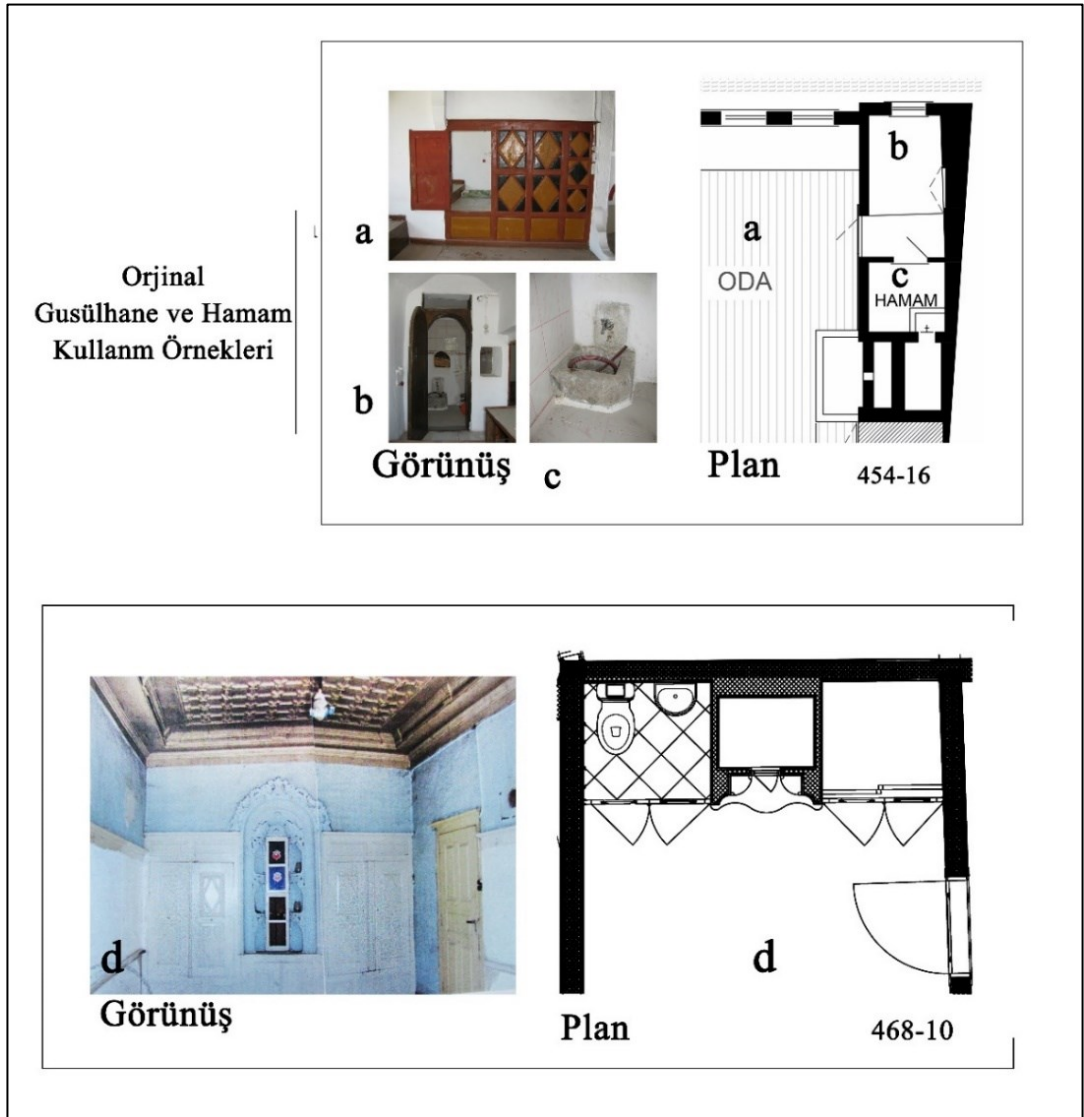 Orjinal
Gusülhane ve Hamam
Kullanm Örnekleri
a
b
Görünüş
c
a
ODA
b
c
HAMAM
Plan
454-16
d
Görünüş
d
Plan
468-10